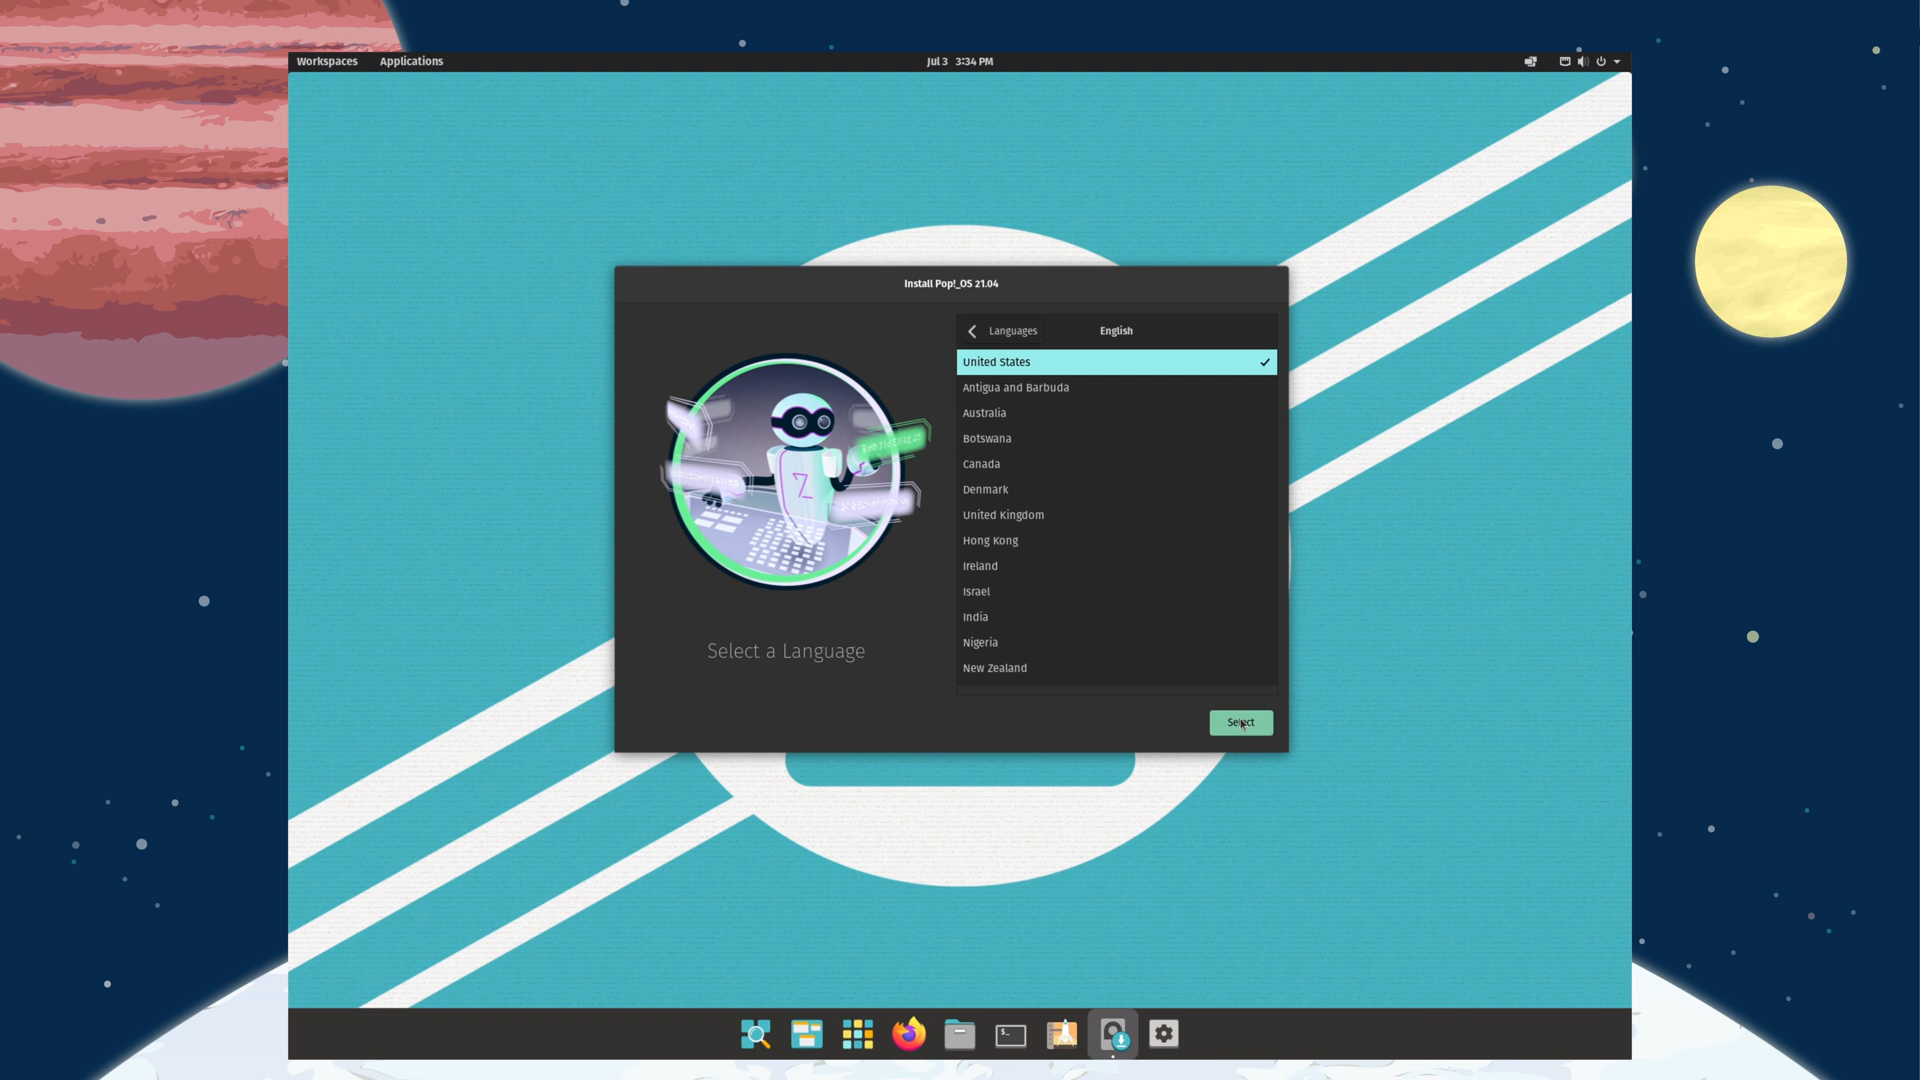 Workspaces Applications Jul 3 3:34 PM
Install Pop!_OS 21.04
Languages English
United States
Antigua and Barbuda
Australia
Botswana
Canada
Denmark
United Kingdom
Hong Kong
Ireland
Israel
India
Nigeria
New Zealand
Select a Language
Select
Z
$_